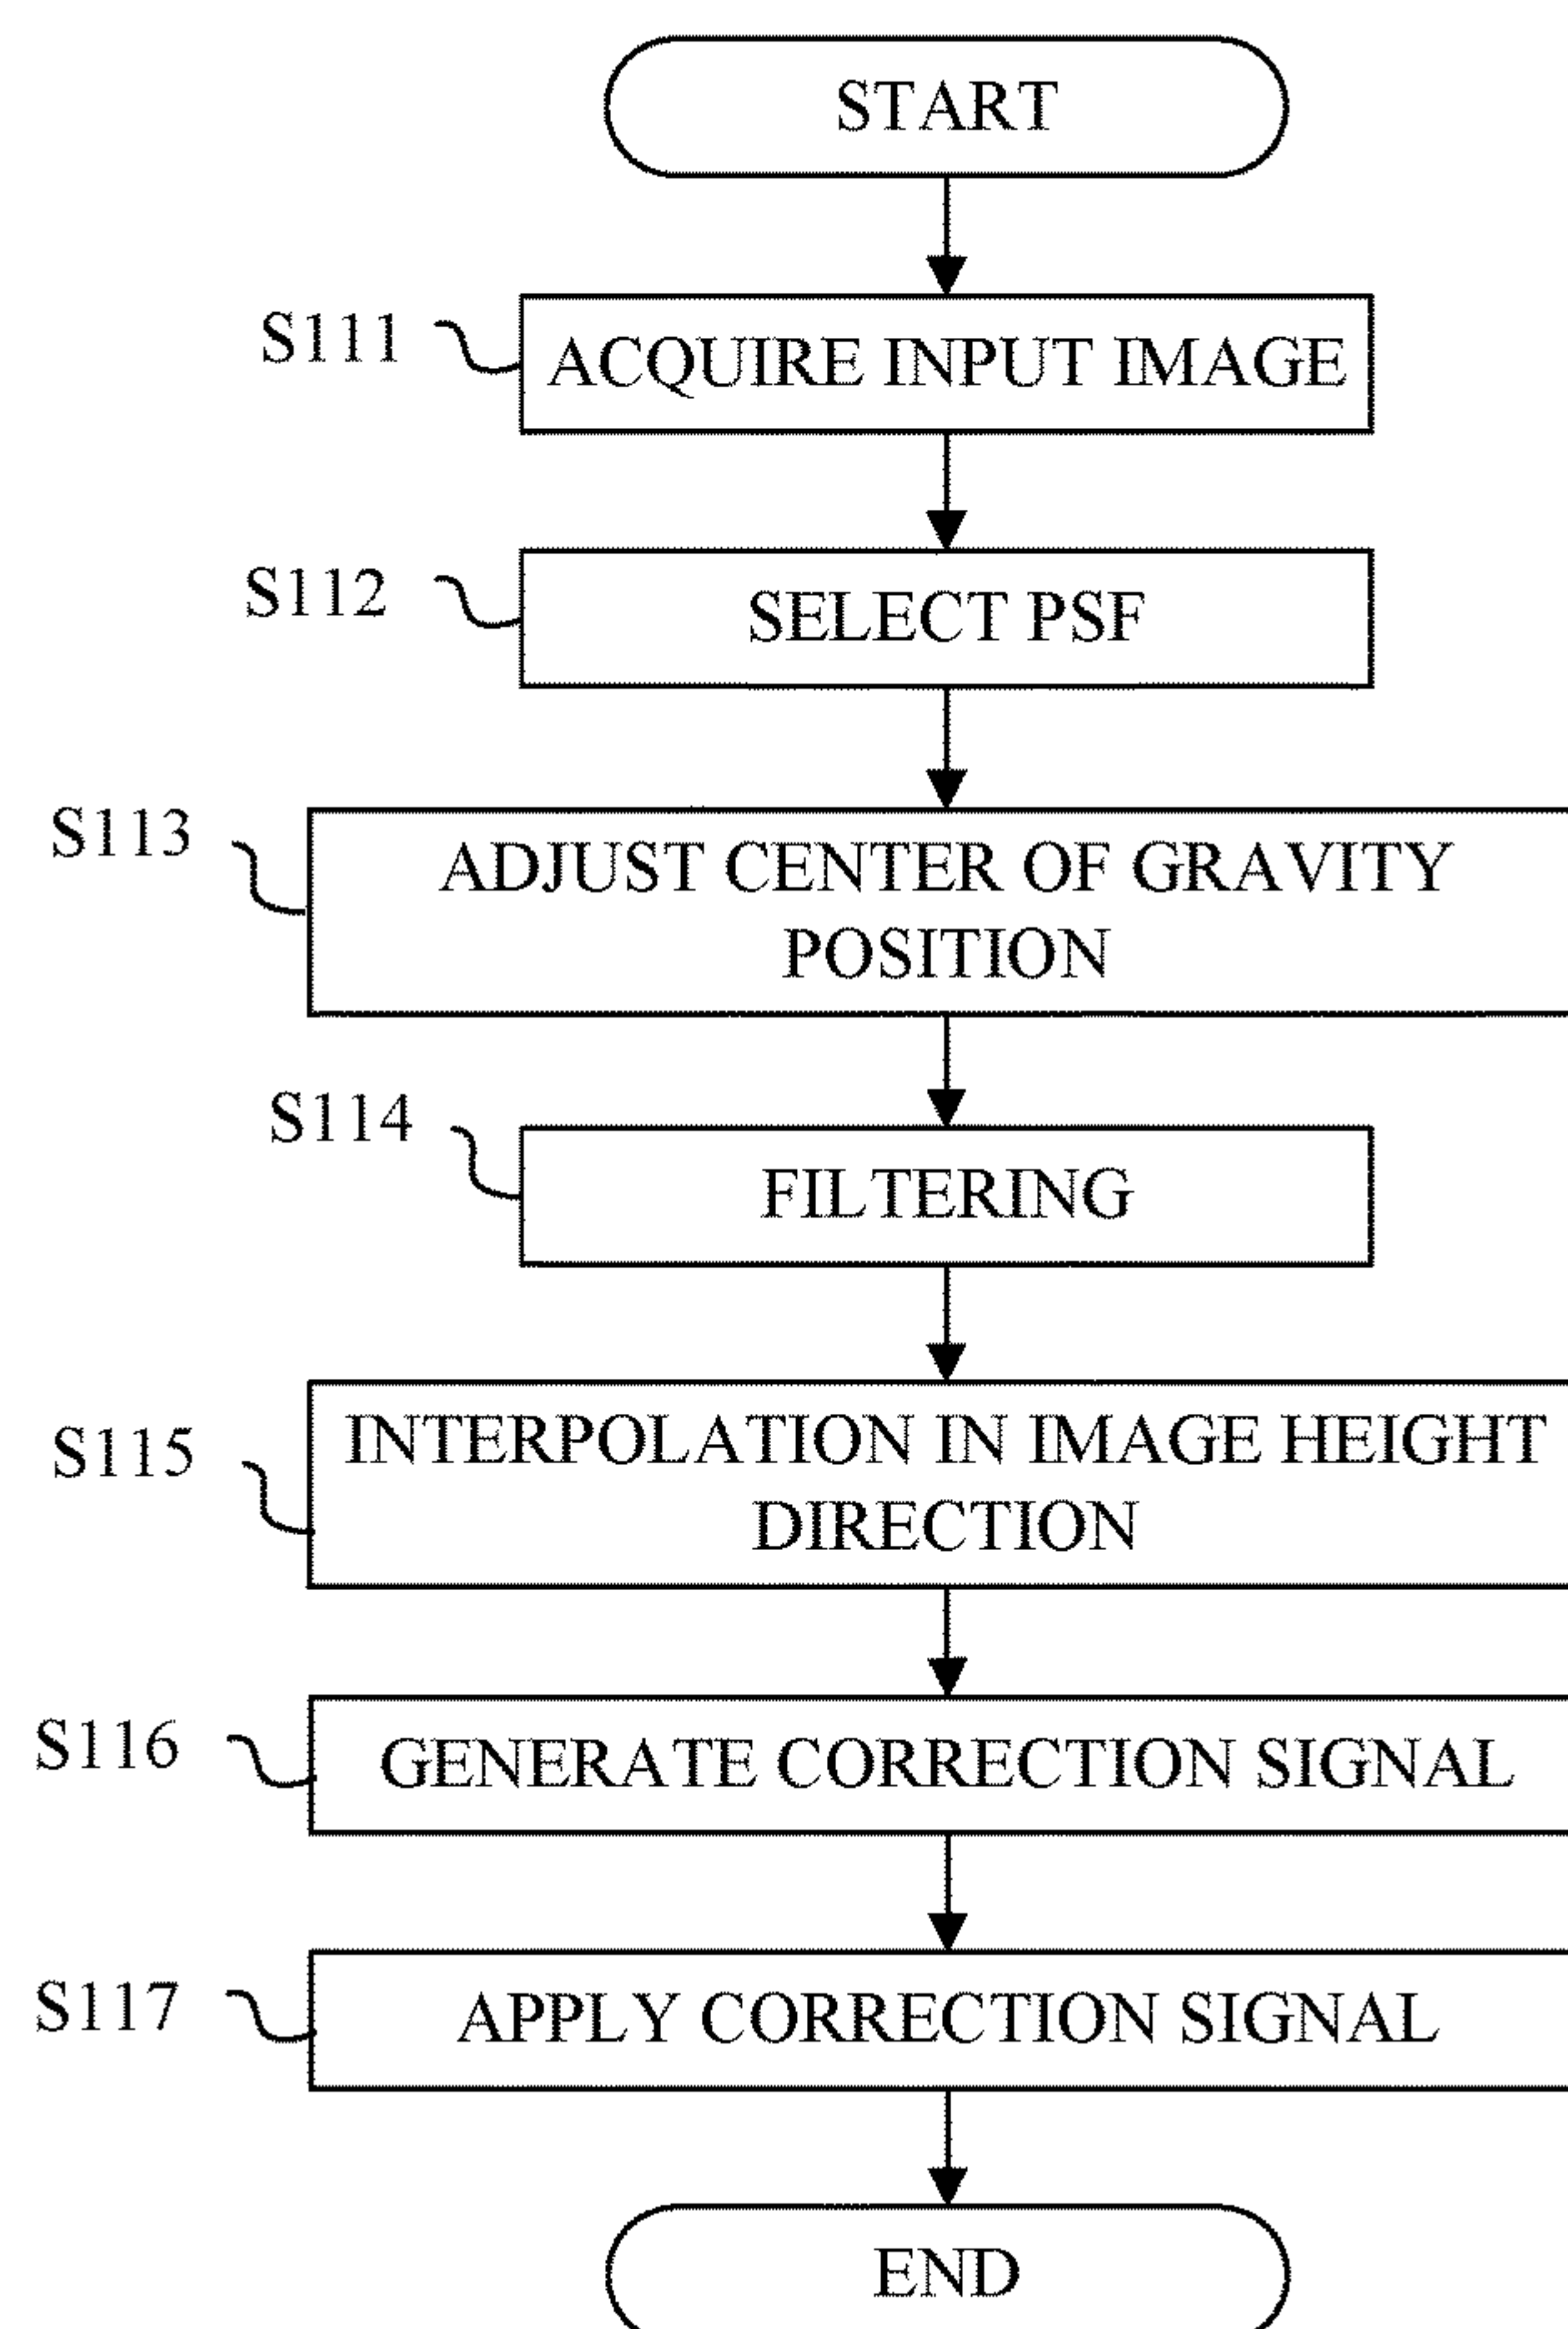 START
S111
ACQUIRE INPUT IMAGE
S112
SELECT PSF
S113
ADJUST CENTER OF GRAVITY
POSITION
S114
FILTERING
S115
INTERPOLATION IN IMAGE HEIGHT
DIRECTION
S116
GENERATE CORRECTION SIGNAL
S117
APPLY CORRECTION SIGNAL
END